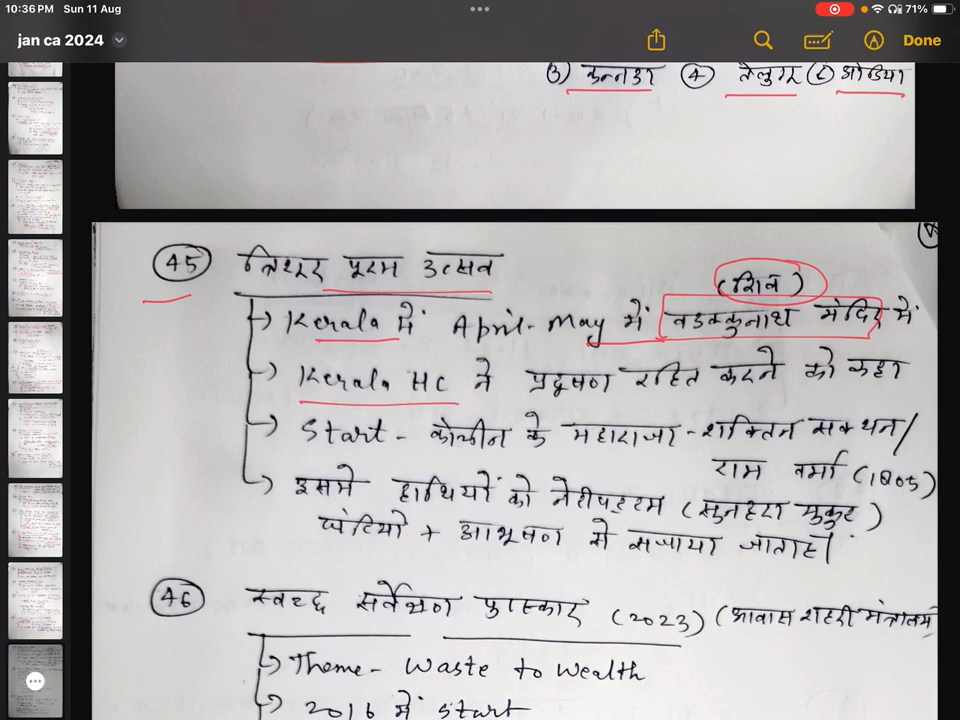 10:36 PM Sun 11 Aug
71%
jan ca 2024
Done
③ कन्नडा ④ तेलुगु ⑤ ओडिया
45 त्रिशूर पूरम उत्सव
(शिव)
Kerala में April-May में वडक्कुनाथ मंदिर में
Kerala HC ने प्रदूषण रहित करने को कहा
Start - कोचीन के महाराजा - शक्तिन सक्थन/
राम वर्मा (1805)
इसमे हाथियों को नेटीपट्टम (सुनहरा मुकुट)
घंटियो + आभूषण से सजाया जाता है।
46 स्वच्छ सर्वेक्षण पुरस्कार (2023) (आवास शहरी मंत्रालय
Theme - Waste to Wealth
2016 में Start